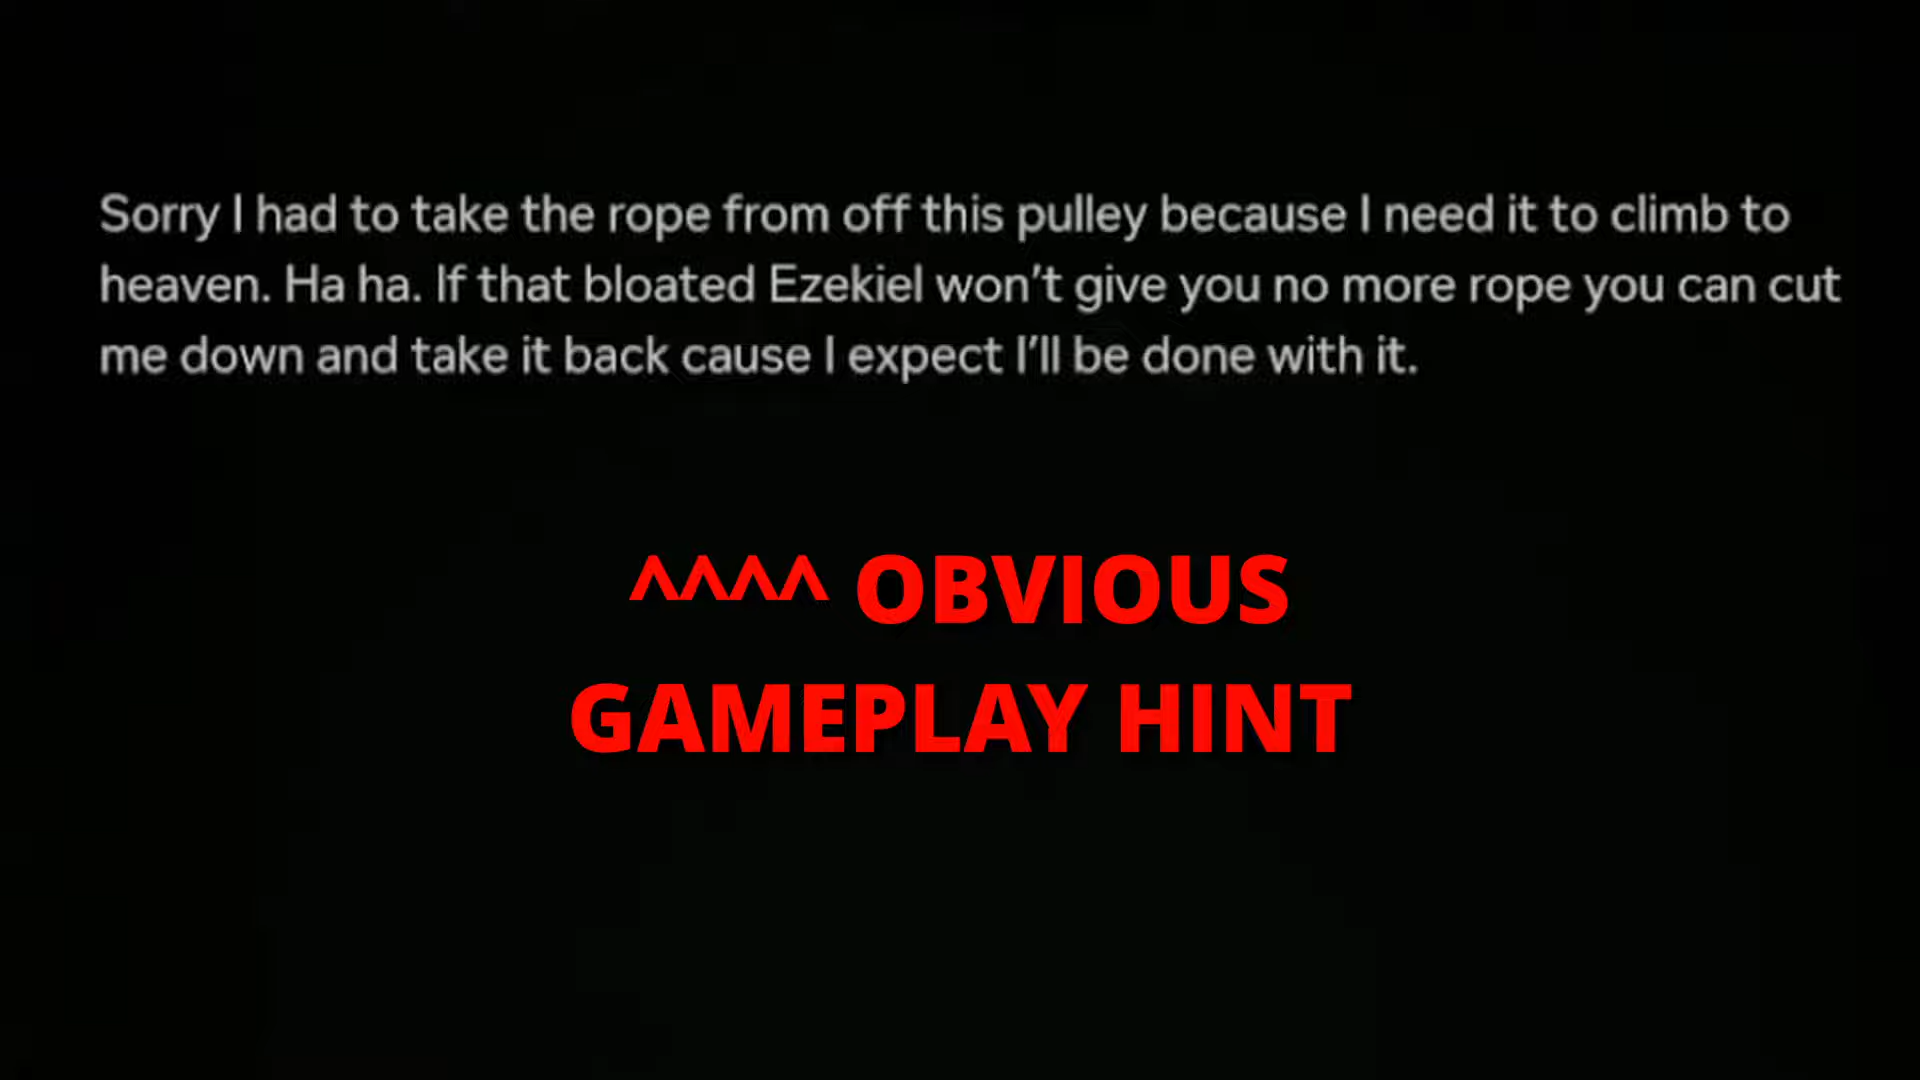 Sorry I had to take the rope from off this pulley because I need it to climb to
heaven. Ha ha. If that bloated Ezekiel won’t give you no more rope you can cut
me down and take it back cause I expect I’ll be done with it.
^^^^ OBVIOUS
GAMEPLAY HINT